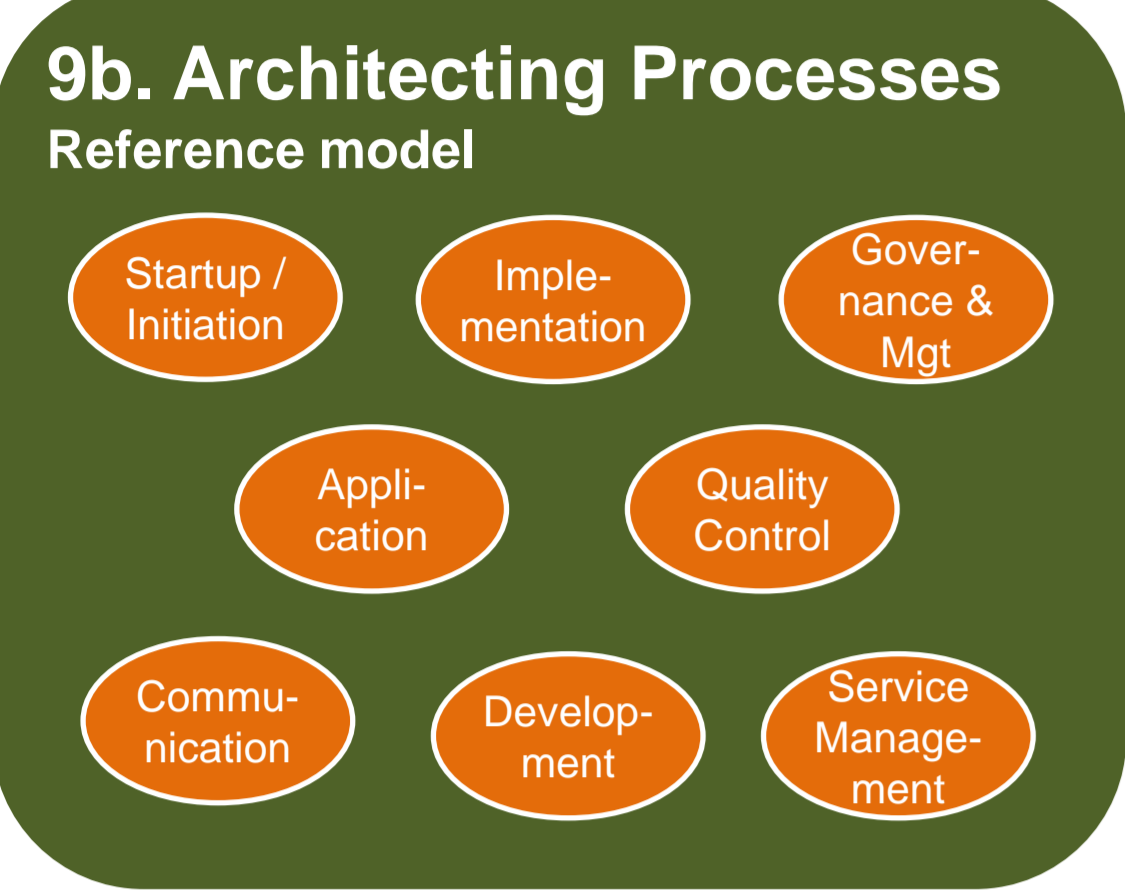 9b. Architecting Processes
Reference model
Startup /
Initiation
Imple-
mentation
Gover-
nance &
Mgt
Appli-
cation
Quality
Control
Commu-
nication
Develop-
ment
Service
Manage-
ment